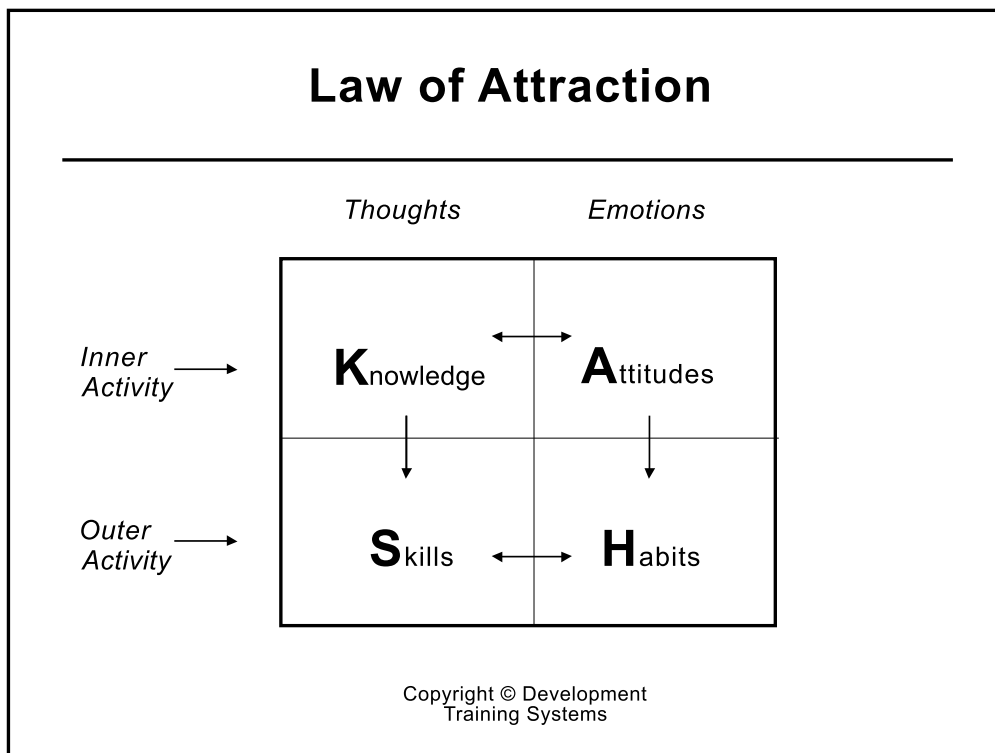 Law of Attraction
Thoughts Emotions
Inner
Activity
Knowledge Attitudes
Outer
Activity
Skills Habits
Copyright © Development
Training Systems